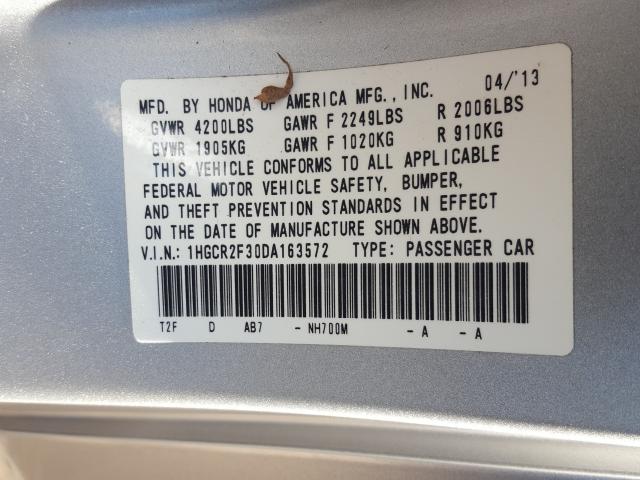 MFD. BY HONDA OF AMERICA MFG., INC. 04/'13
GVWR 4200LBS GAWR F 2249LBS R 2006LBS
GVWR 1905KG GAWR F 1020KG R 910KG
THIS VEHICLE CONFORMS TO ALL APPLICABLE
FEDERAL MOTOR VEHICLE SAFETY, BUMPER,
AND THEFT PREVENTION STANDARDS IN EFFECT
ON THE DATE OF MANUFACTURE SHOWN ABOVE.
V.I.N.: 1HGCR2F30DA163572 TYPE: PASSENGER CAR
T2F D AB7 - NH700M - A - A